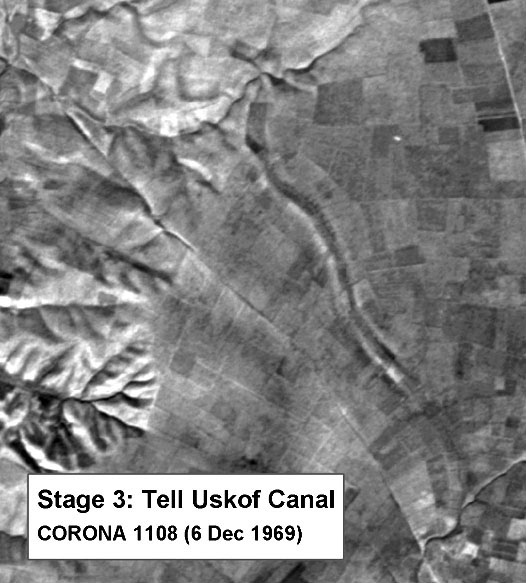 Stage 3: Tell Uskof Canal
CORONA 1108 (6 Dec 1969)